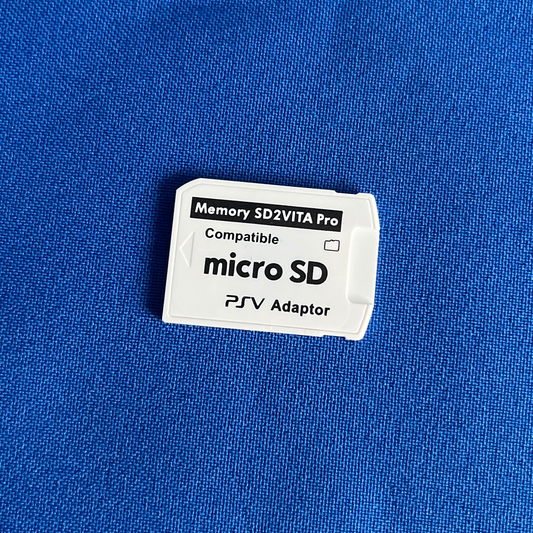 Memory SD2VITA Pro
Compatible
micro SD
PSV Adaptor